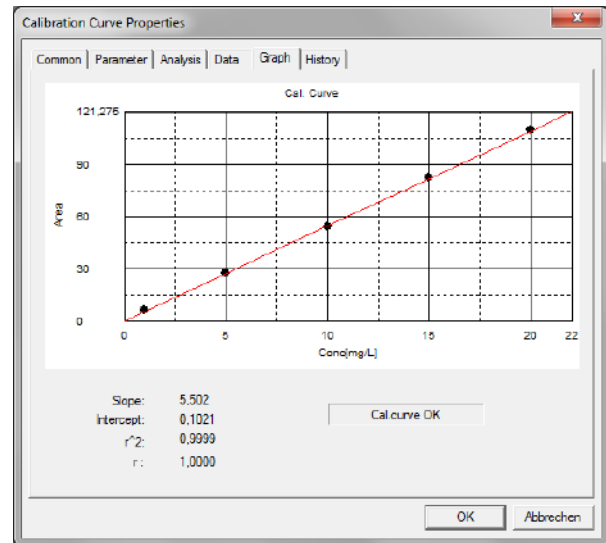 Calibration Curve Properties
x
Common Parameter Analysis Data Graph History
Cal. Curve
121,275
90
60
30
0
Area
0 5 10 15 20 22
Conc[mg/L]
Slope: 5,502
Intercept: 0,1021
r^2: 0,9999
r : 1,0000
Cal.curve OK
OK Abbrechen